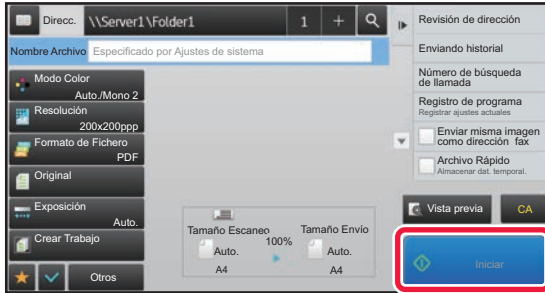 Direcc. \\Server1\Folder1 1 +
Nombre Archivo Especificado por Ajustes de sistema
Modo Color
Auto./Mono 2
Resolución
200x200ppp
Formato de Fichero
PDF
Original
Exposición
Auto.
Crear Trabajo
Otros
Tamaño Escaneo
Auto.
A4
100%
Tamaño Envío
Auto.
A4
Revisión de dirección
Enviando historial
Número de búsqueda
de llamada
Registro de programa
Registrar ajustes actuales
Enviar misma imagen
como dirección fax
Archivo Rápido
Almacenar dat. temporal.
Vista previa
CA
Iniciar